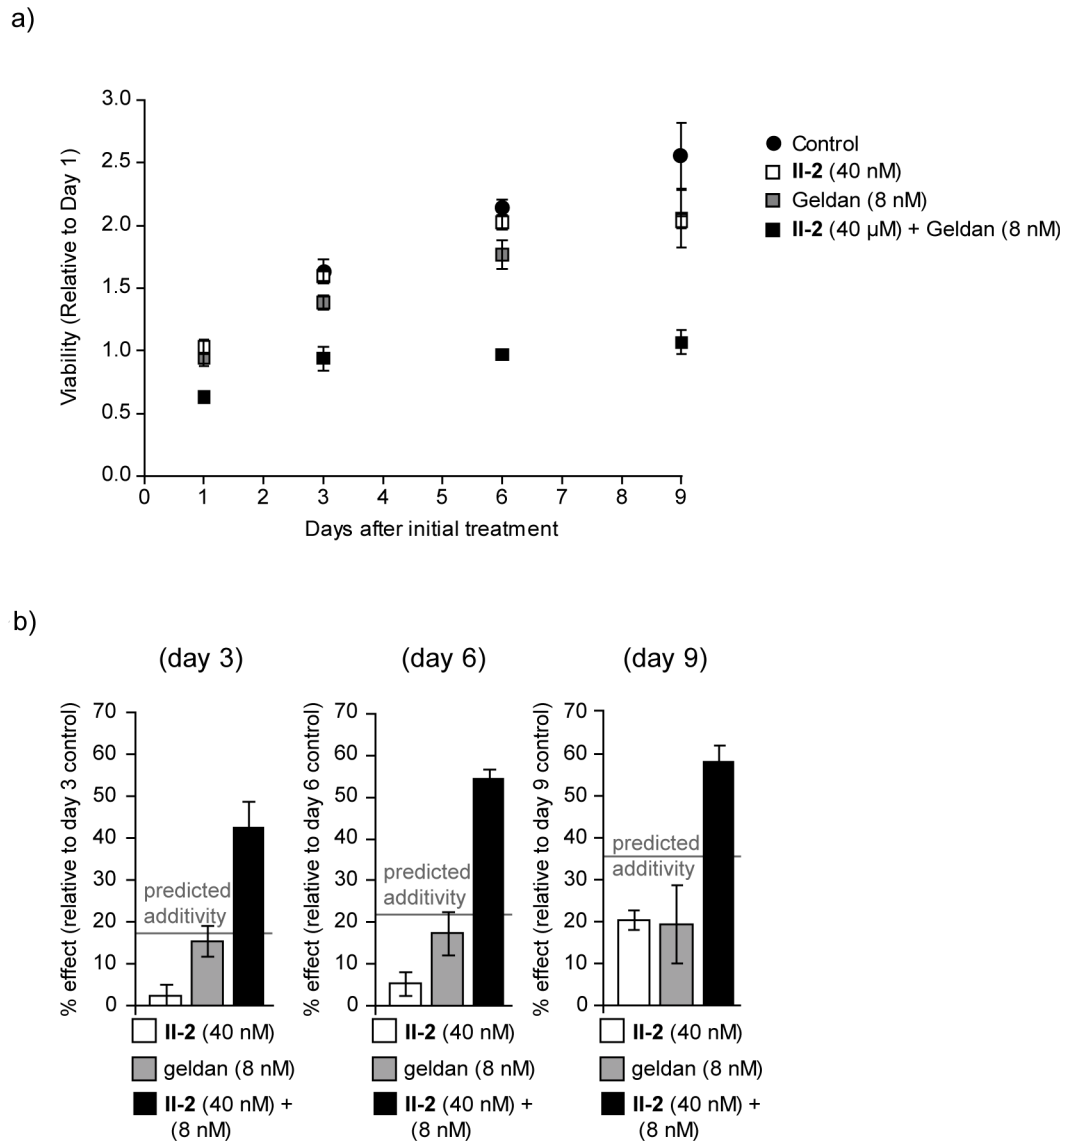 a)
Viability (Relative to Day 1)
3.0
2.5
2.0
1.5
1.0
0.5
0.0
0 1 2 3 4 5 6 7 8 9
Days after initial treatment
Control
II-2 (40 nM)
Geldan (8 nM)
II-2 (40 µM) + Geldan (8 nM)
b)
(day 3)
% effect (relative to day 3 control)
70
60
50
40
30
20
10
0
predicted
additivity
II-2 (40 nM)
geldan (8 nM)
II-2 (40 nM) +
(8 nM)
(day 6)
% effect (relative to day 6 control)
70
60
50
40
30
20
10
0
predicted
additivity
II-2 (40 nM)
geldan (8 nM)
II-2 (40 nM) +
(8 nM)
(day 9)
% effect (relative to day 9 control)
70
60
50
40
30
20
10
0
predicted
additivity
II-2 (40 nM)
geldan (8 nM)
II-2 (40 nM) +
(8 nM)